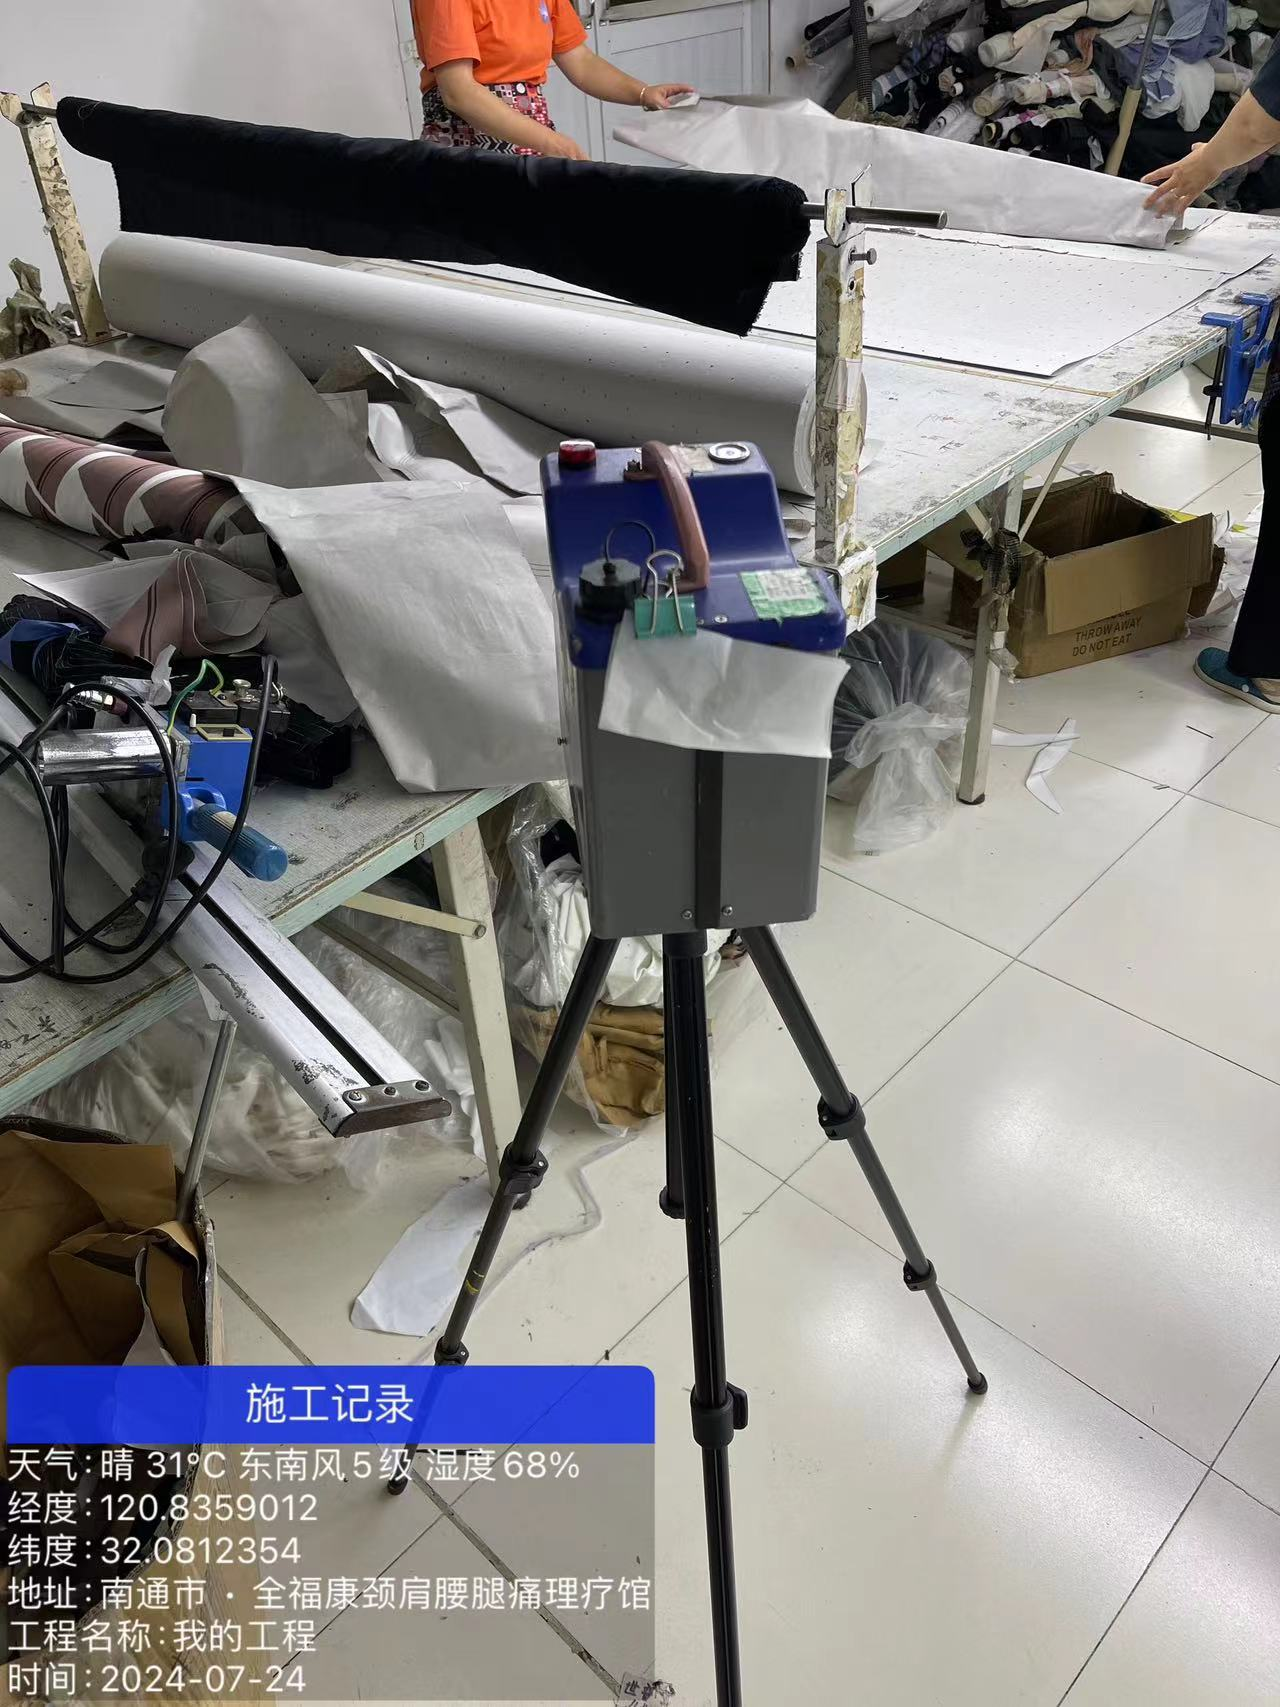 THROW AWAY
DO NOT EAT
施工记录
天气:晴 31℃ 东南风5级 湿度68%
经度:120.8359012
纬度:32.0812354
地址:南通市·全福康颈肩腰腿痛理疗馆
工程名称:我的工程
时间:2024-07-24